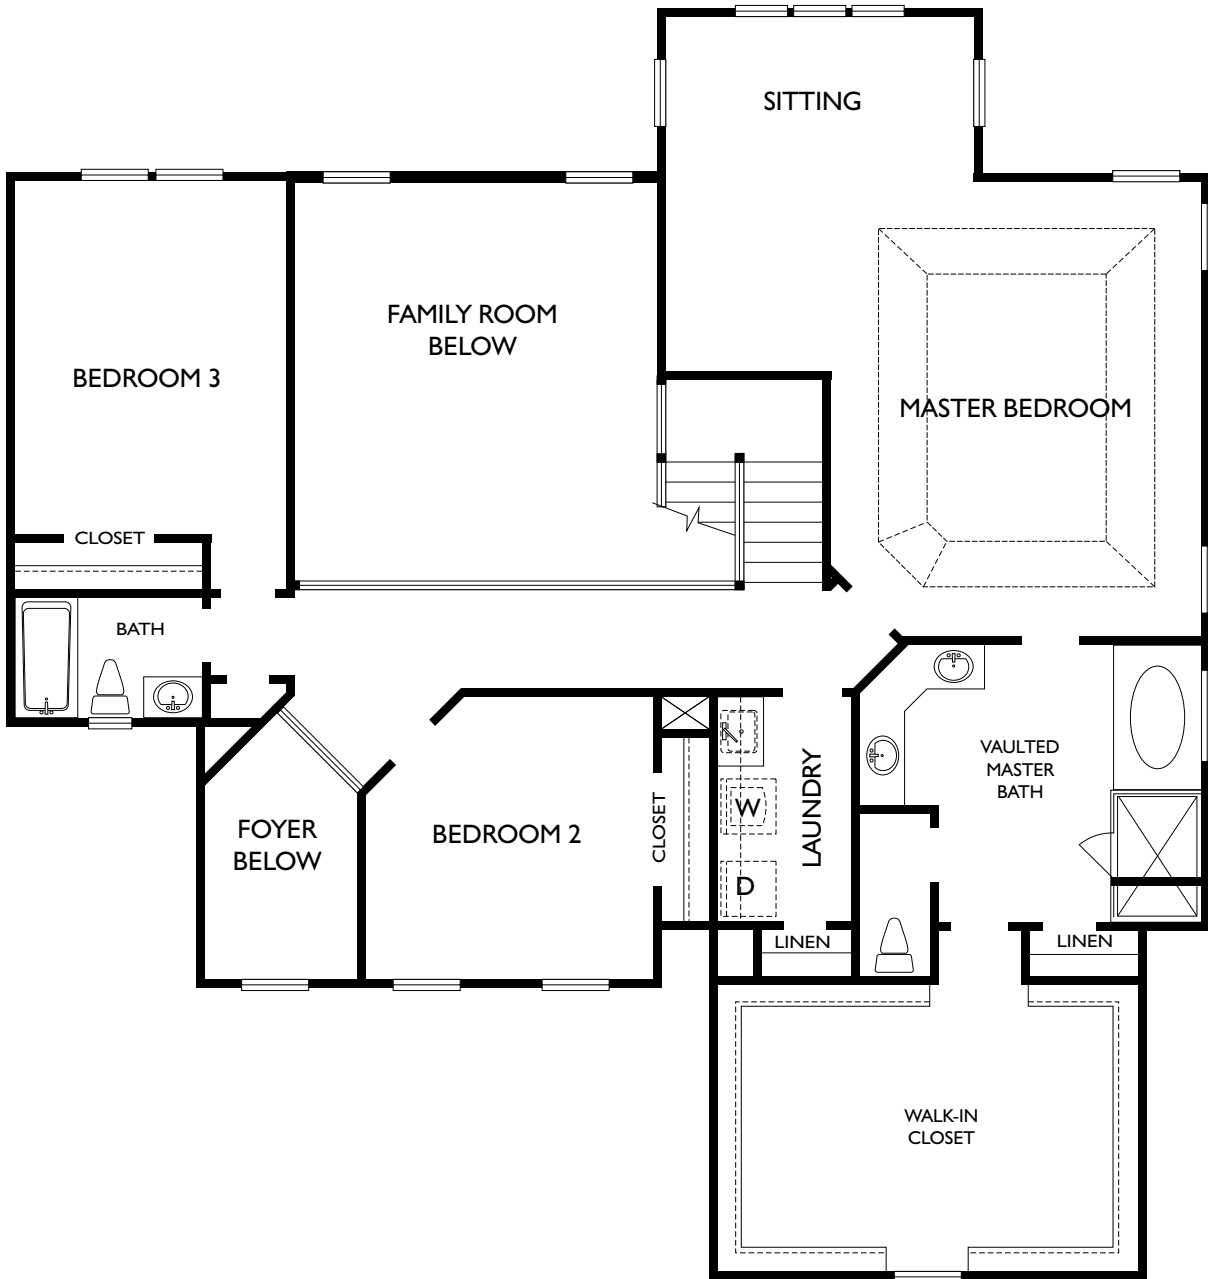 SITTING
FAMILY ROOM
BELOW
BEDROOM 3
MASTER BEDROOM
CLOSET
BATH
VAULTED
MASTER
BATH
LAUNDRY
W
D
FOYER
BELOW
BEDROOM 2
CLOSET
LINEN
LINEN
WALK-IN
CLOSET